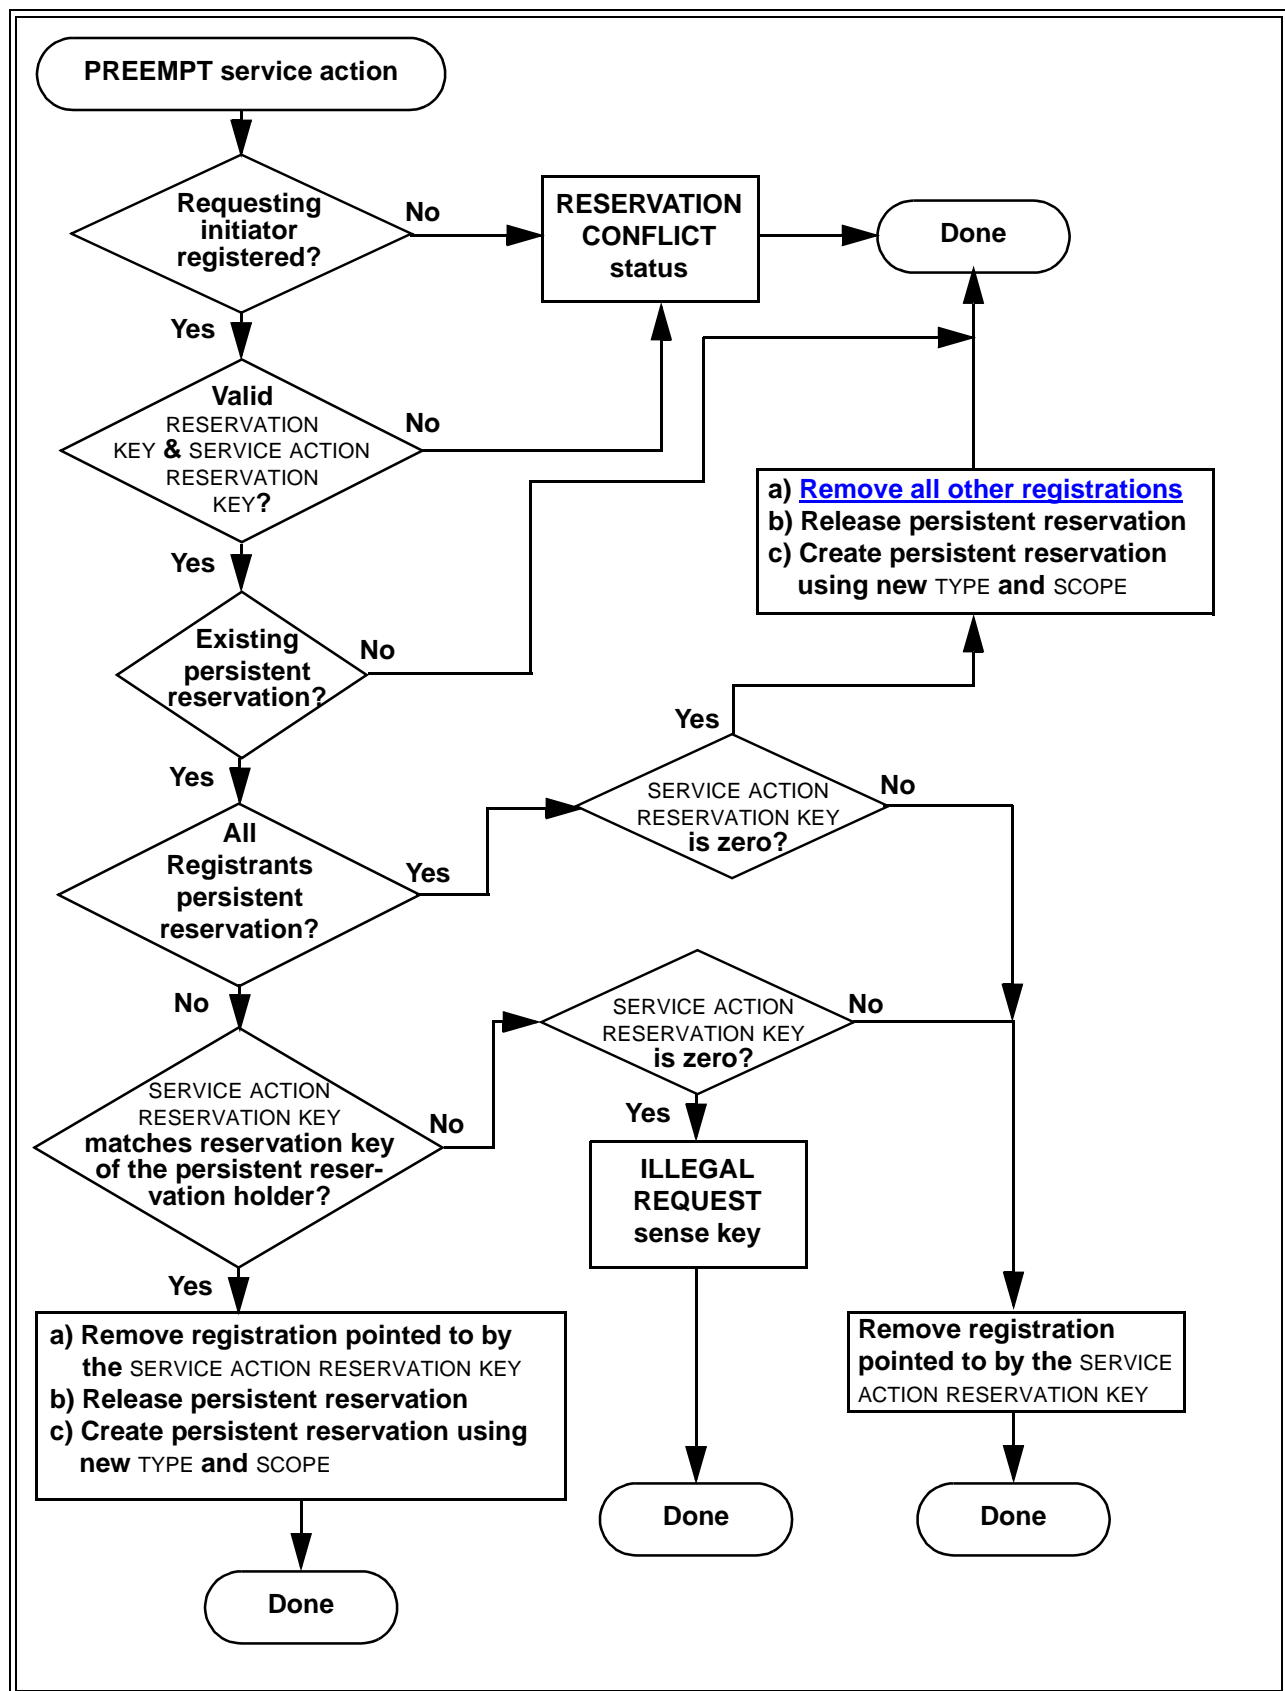 PREEMPT service action
Requesting
initiator
registered?
No
RESERVATION
CONFLICT
status
Done
Yes
Valid
RESERVATION
KEY & SERVICE ACTION
RESERVATION
KEY?
No
a) Remove all other registrations
b) Release persistent reservation
c) Create persistent reservation
using new TYPE and SCOPE
Yes
Existing
persistent
reservation?
No
Yes
Yes
SERVICE ACTION
RESERVATION KEY
is zero?
No
All
Registrants
persistent
reservation?
Yes
No
SERVICE ACTION
RESERVATION KEY
is zero?
No
SERVICE ACTION
RESERVATION KEY
matches reservation key
of the persistent reser-
vation holder?
No
Yes
ILLEGAL
REQUEST
sense key
Yes
a) Remove registration pointed to by
the SERVICE ACTION RESERVATION KEY
b) Release persistent reservation
c) Create persistent reservation using
new TYPE and SCOPE
Remove registration
pointed to by the SERVICE
ACTION RESERVATION KEY
Done
Done
Done